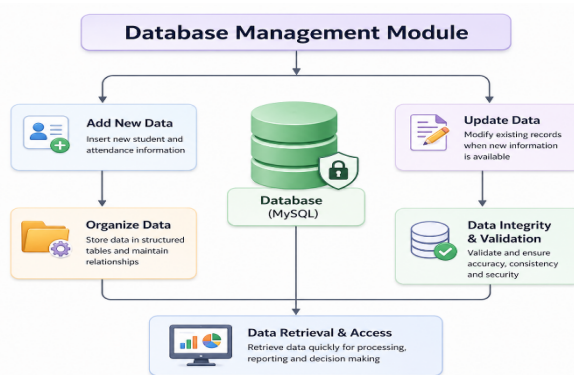 Database Management Module
Add New Data
Insert new student and
attendance information
Organize Data
Store data in structured
tables and maintain
relationships
Database
(MySQL)
Update Data
Modify existing records
when new information
is available
Data Integrity
& Validation
Validate and ensure
accuracy, consistency
and security
Data Retrieval & Access
Retrieve data quickly for processing,
reporting and decision making